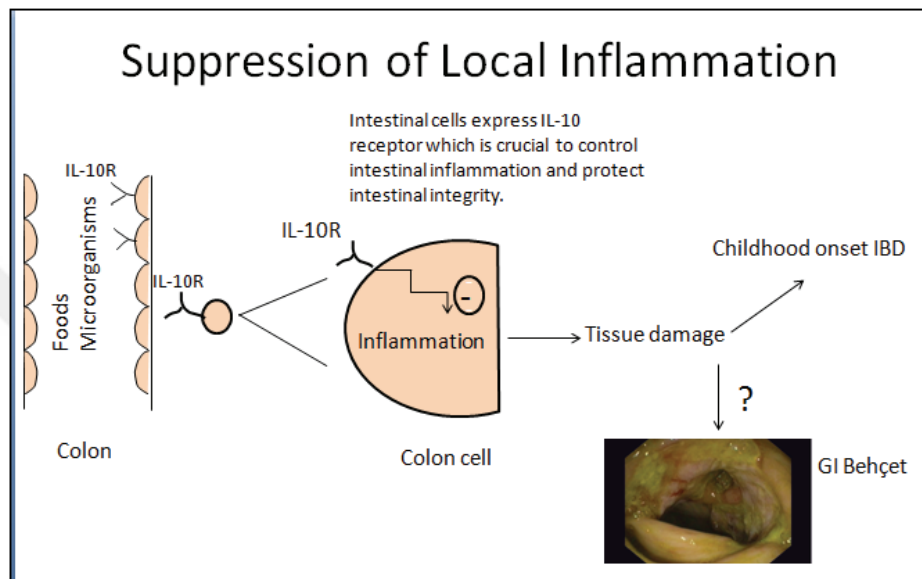 Suppression of Local Inflammation
Intestinal cells express IL-10
receptor which is crucial to control
intestinal inflammation and protect
intestinal integrity.
IL-10R
Foods
Microorganisms
IL-10R
IL-10R
-
Inflammation
Tissue damage
Childhood onset IBD
?
GI Behçet
Colon
Colon cell